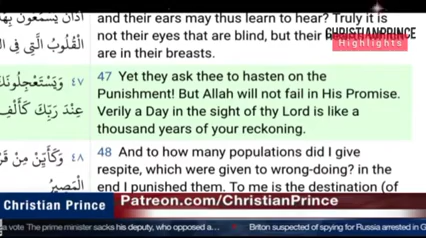 and their ears may thus learn to hear? Truly it is
not their eyes that are blind, but their
are in their breasts.
CHRISTIANPRINCE
Highlights
47 Yet they ask thee to hasten on the
Punishment! But Allah will not fail in His Promise.
Verily a Day in the sight of thy Lord is like a
thousand years of your reckoning.
٤٧ وَيَسْتَعْجِلُونَكَ
عِندَ رَبِّكَ كَأَلْفِ
48 And to how many populations did I give
respite, which were given to wrong-doing? in
the end I punished them. To me is the destination (of
٤٨ وَكَأَيِّن مِّن
الْمَصِيرُ
Christian Prince
Patreon.com/ChristianPrince
a vote The prime minister sacks his deputy, who opposed a...
Briton suspected of spying for Russia arrested in G